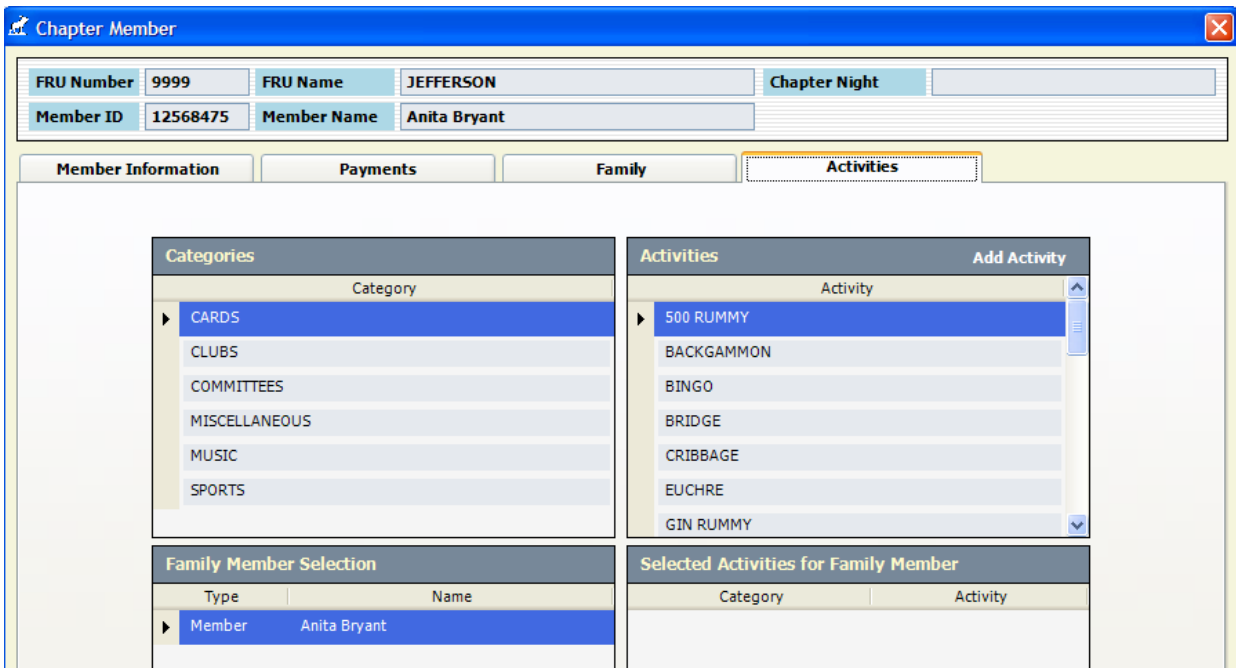 Chapter Member
FRU Number 9999 FRU Name JEFFERSON Chapter Night
Member ID 12568475 Member Name Anita Bryant
Member Information Payments Family Activities
Categories
Category
CARDS
CLUBS
COMMITTEES
MISCELLANEOUS
MUSIC
SPORTS
Activities Add Activity
Activity
500 RUMMY
BACKGAMMON
BINGO
BRIDGE
CRIBBAGE
EUCHRE
GIN RUMMY
Family Member Selection
Type Name
Member Anita Bryant
Selected Activities for Family Member
Category Activity